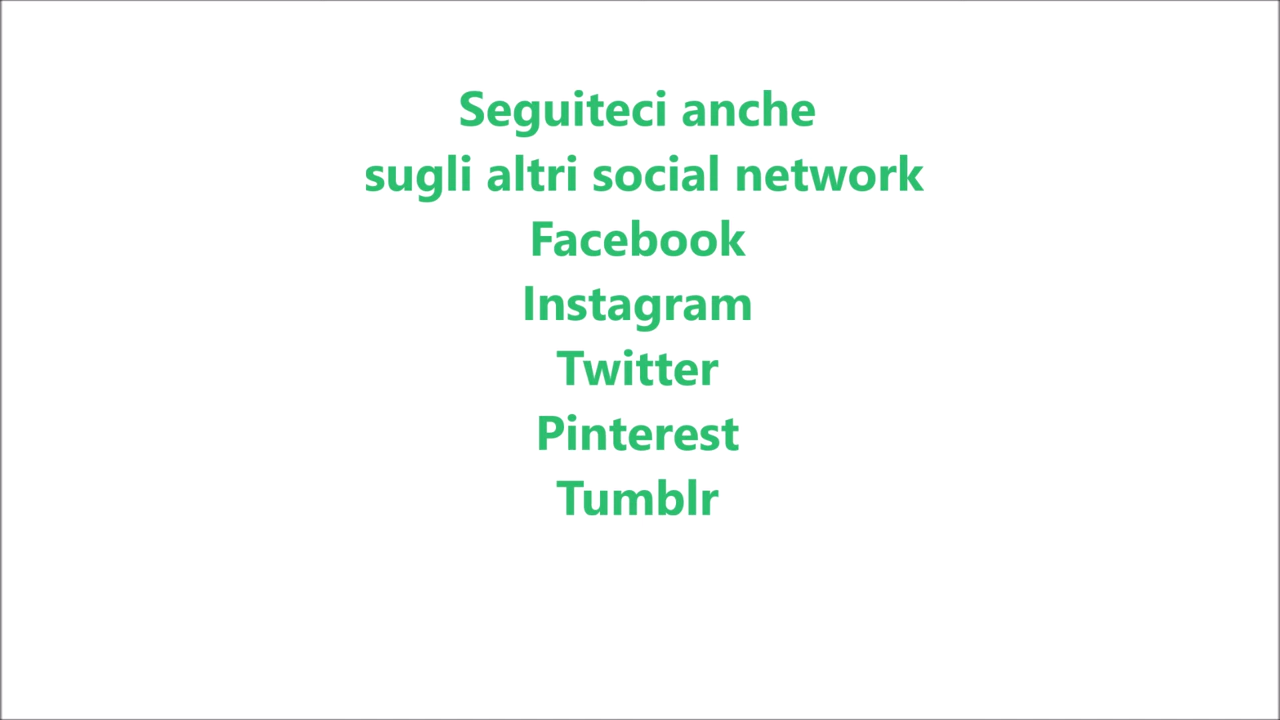 Seguiteci anche
sugli altri social network
Facebook
Instagram
Twitter
Pinterest
Tumblr